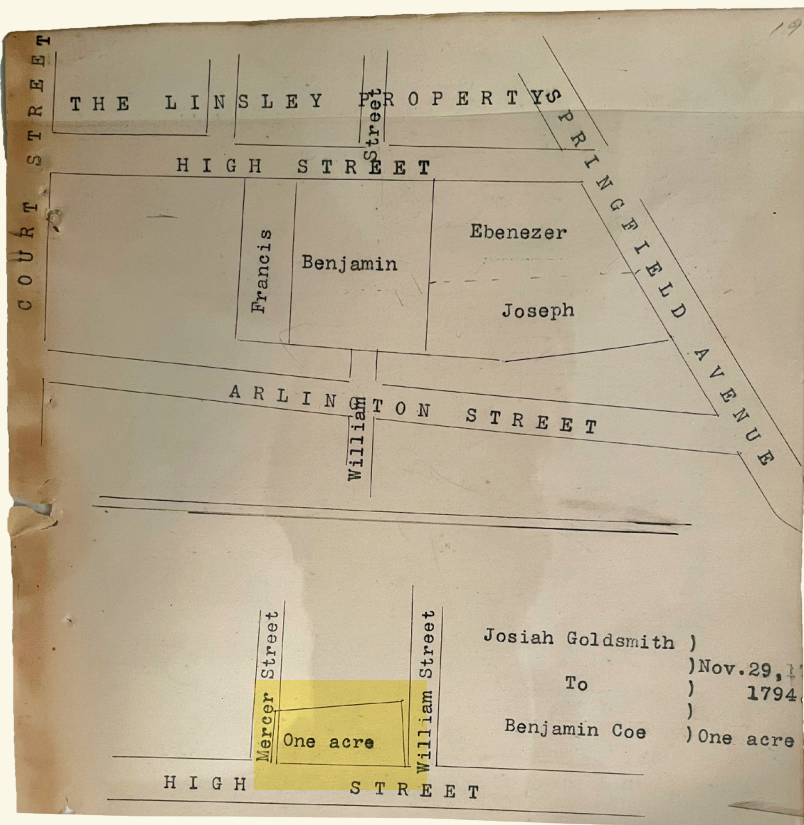 19
COURT STREET
THE LINSLEY PROPERTY
Street
HIGH STREET
SPRINGFIELD AVENUE
Francis
Benjamin
Ebenezer
Joseph
ARLINGTON STREET
William
Mercer Street
William Street
One acre
HIGH STREET
Josiah Goldsmith )
)Nov.29,
To ) 1794
)
Benjamin Coe )One acre